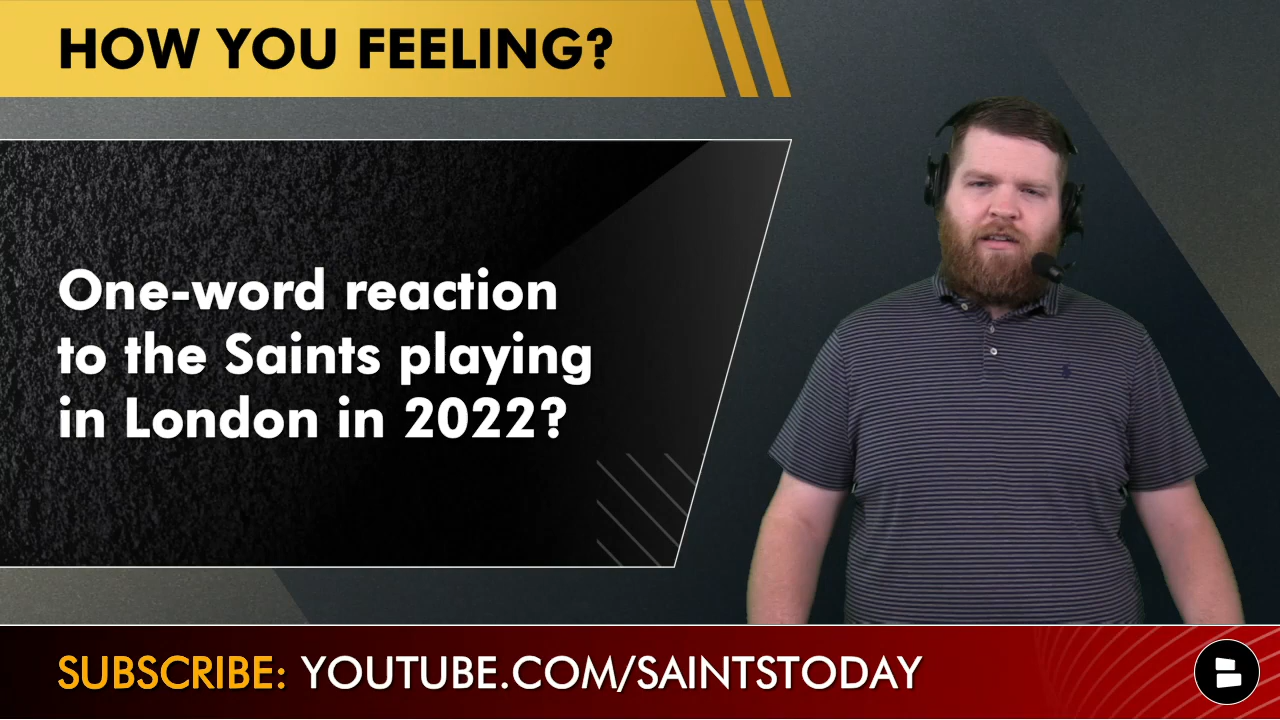 HOW YOU FEELING?
One-word reaction
to the Saints playing
in London in 2022?
SUBSCRIBE: YOUTUBE.COM/SAINTSTODAY